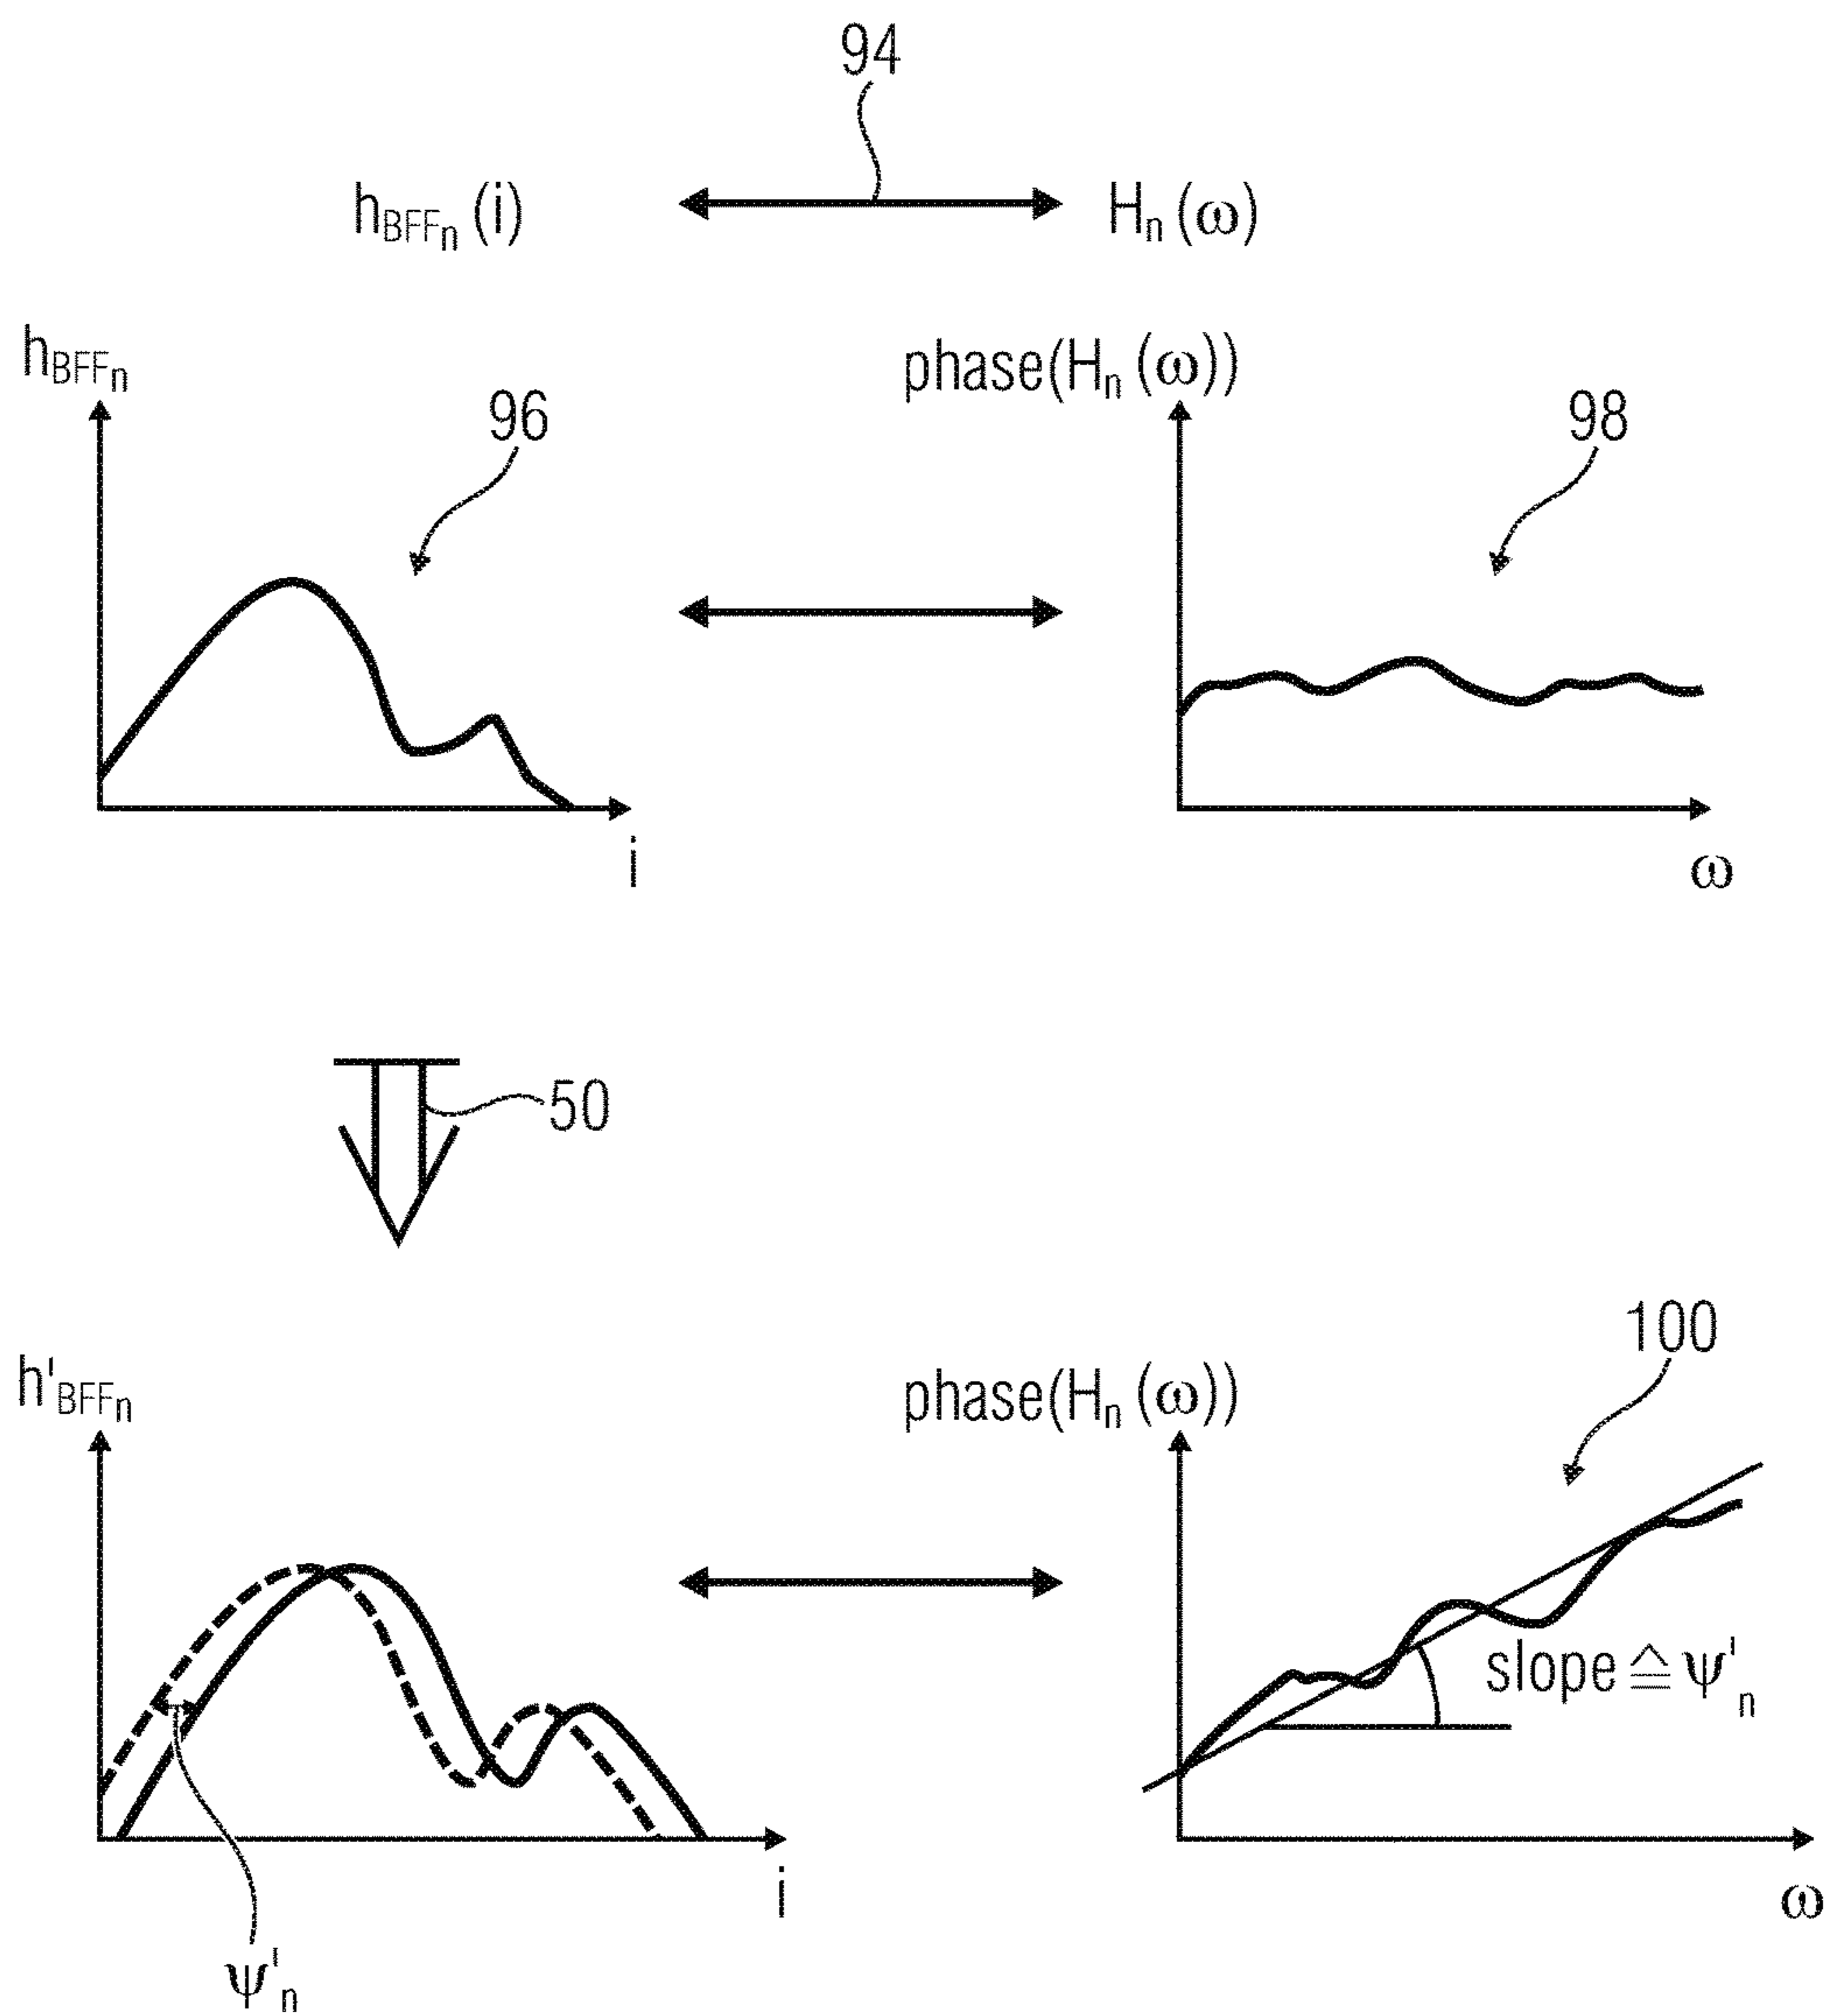 94
h_BFF_n (i) H_n (ω)
h_BFF_n
96
phase(H_n (ω))
98
i
ω
50
h'_BFF_n
phase(H_n (ω))
100
slope ≙ ψ'_n
i
ω
ψ'_n